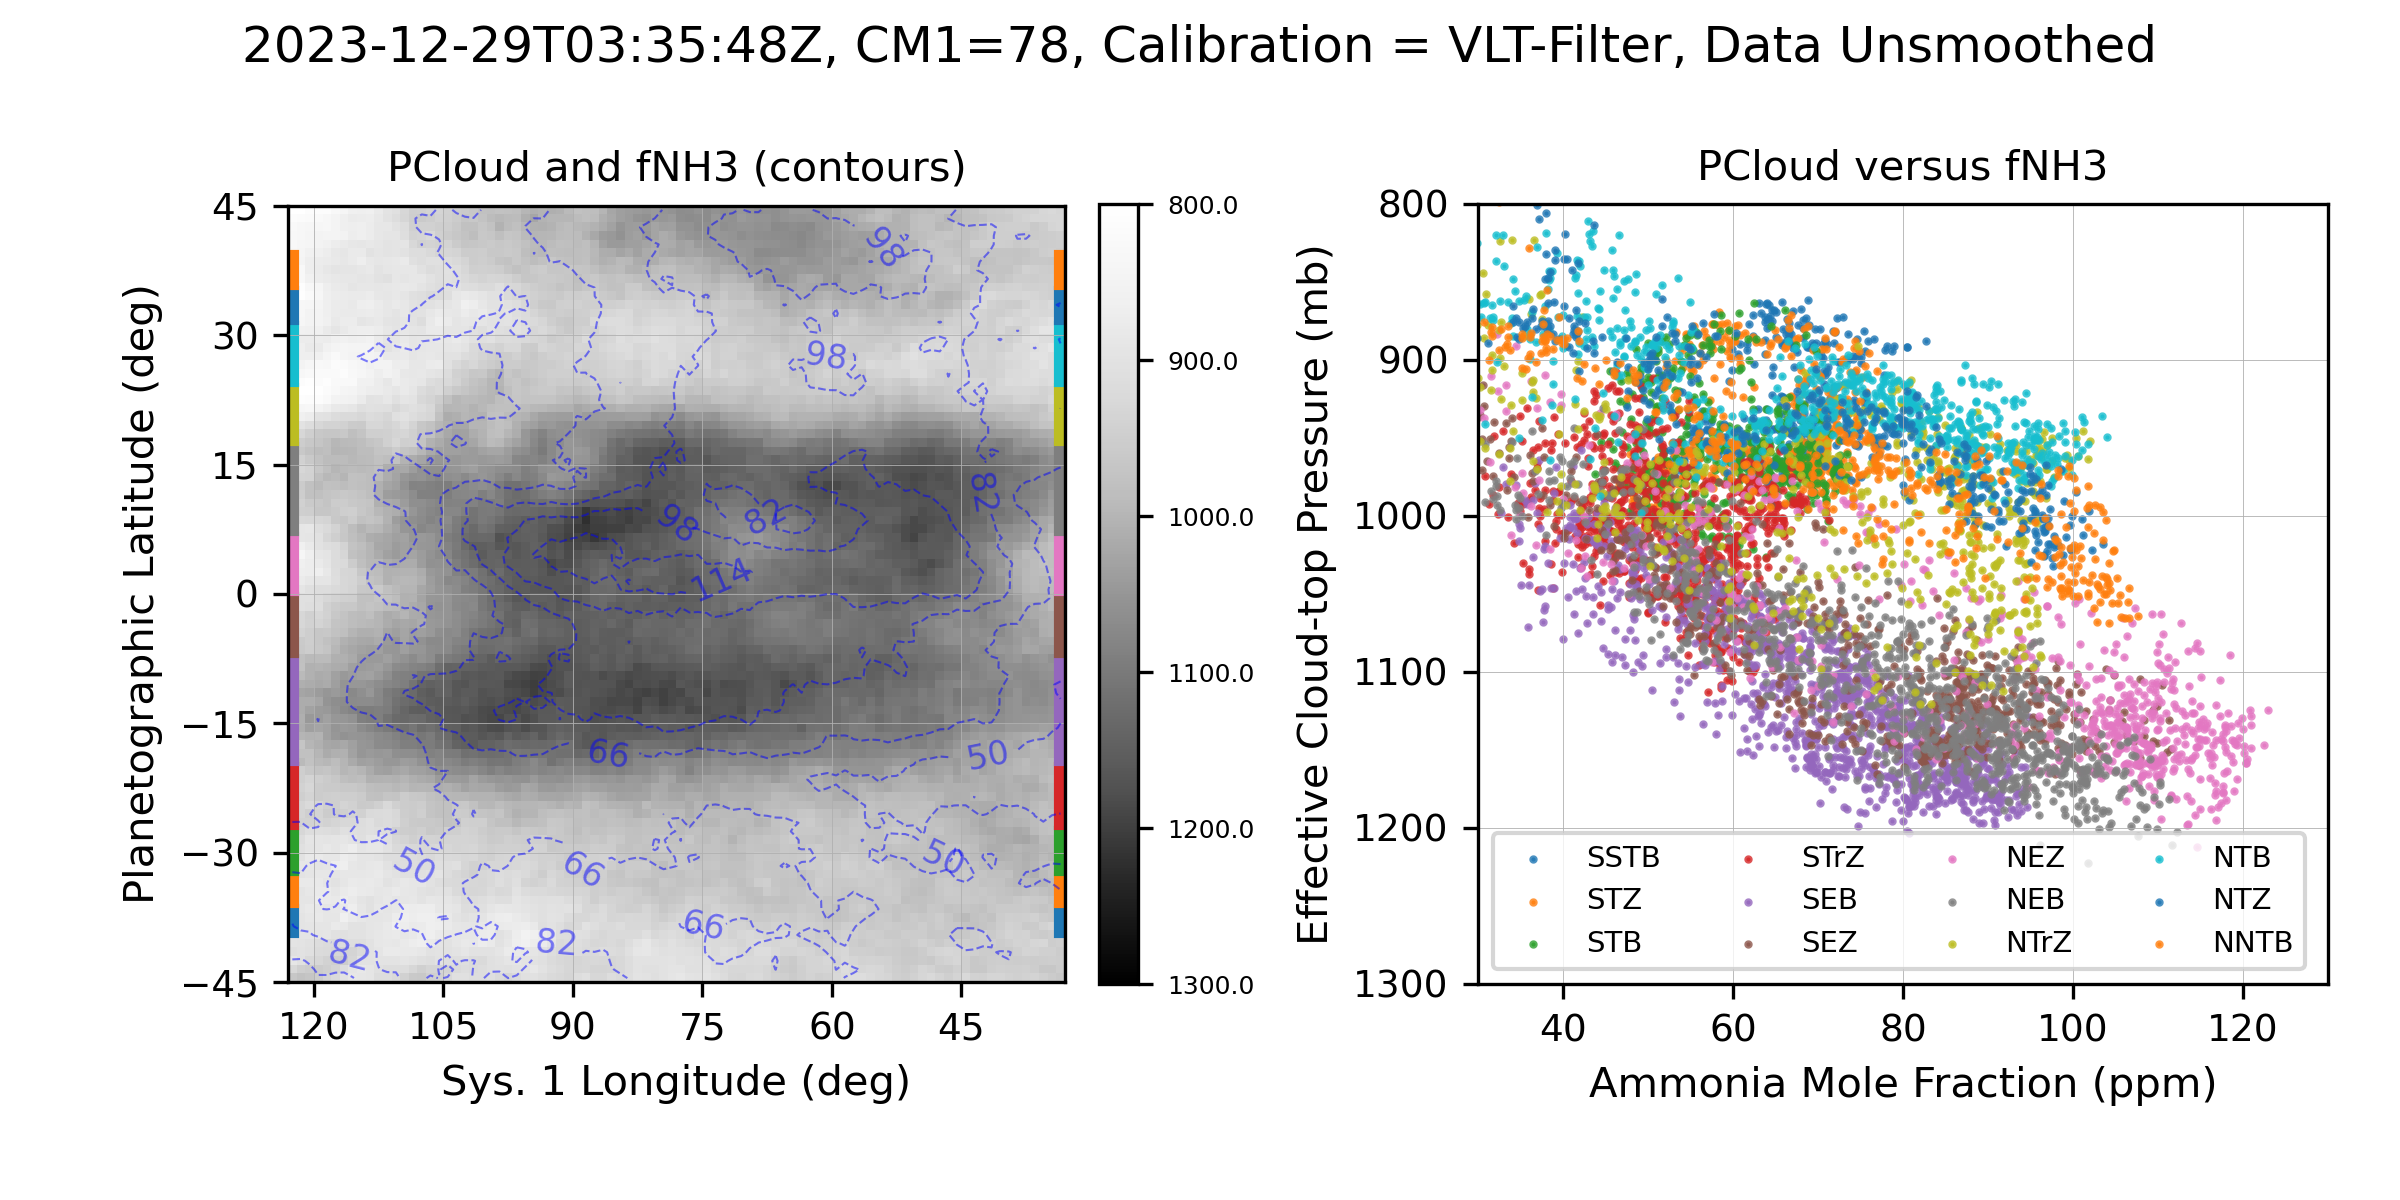 2023-12-29T03:35:48Z, CM1=78, Calibration = VLT-Filter, Data Unsmoothed
PCloud and fNH3 (contours)
Planetographic Latitude (deg)
45
30
15
0
−15
−30
−45
120 105 90 75 60 45
Sys. 1 Longitude (deg)
98
98
82
98
82
114
66
50
50
66
50
66
82
82
800.0
900.0
1000.0
1100.0
1200.0
1300.0
PCloud versus fNH3
Effective Cloud-top Pressure (mb)
800
900
1000
1100
1200
1300
SSTB STrZ NEZ NTB
STZ SEB NEB NTZ
STB SEZ NTrZ NNTB
40 60 80 100 120
Ammonia Mole Fraction (ppm)